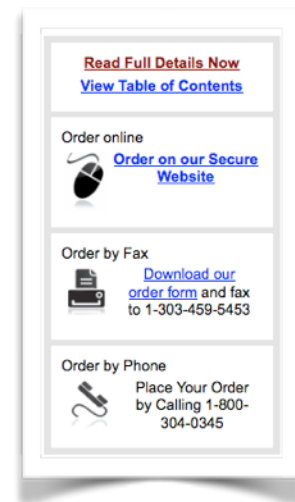 Read Full Details Now
View Table of Contents
Order online
Order on our Secure
Website
Order by Fax
Download our
order form and fax
to 1-303-459-5453
Order by Phone
Place Your Order
by Calling 1-800-
304-0345